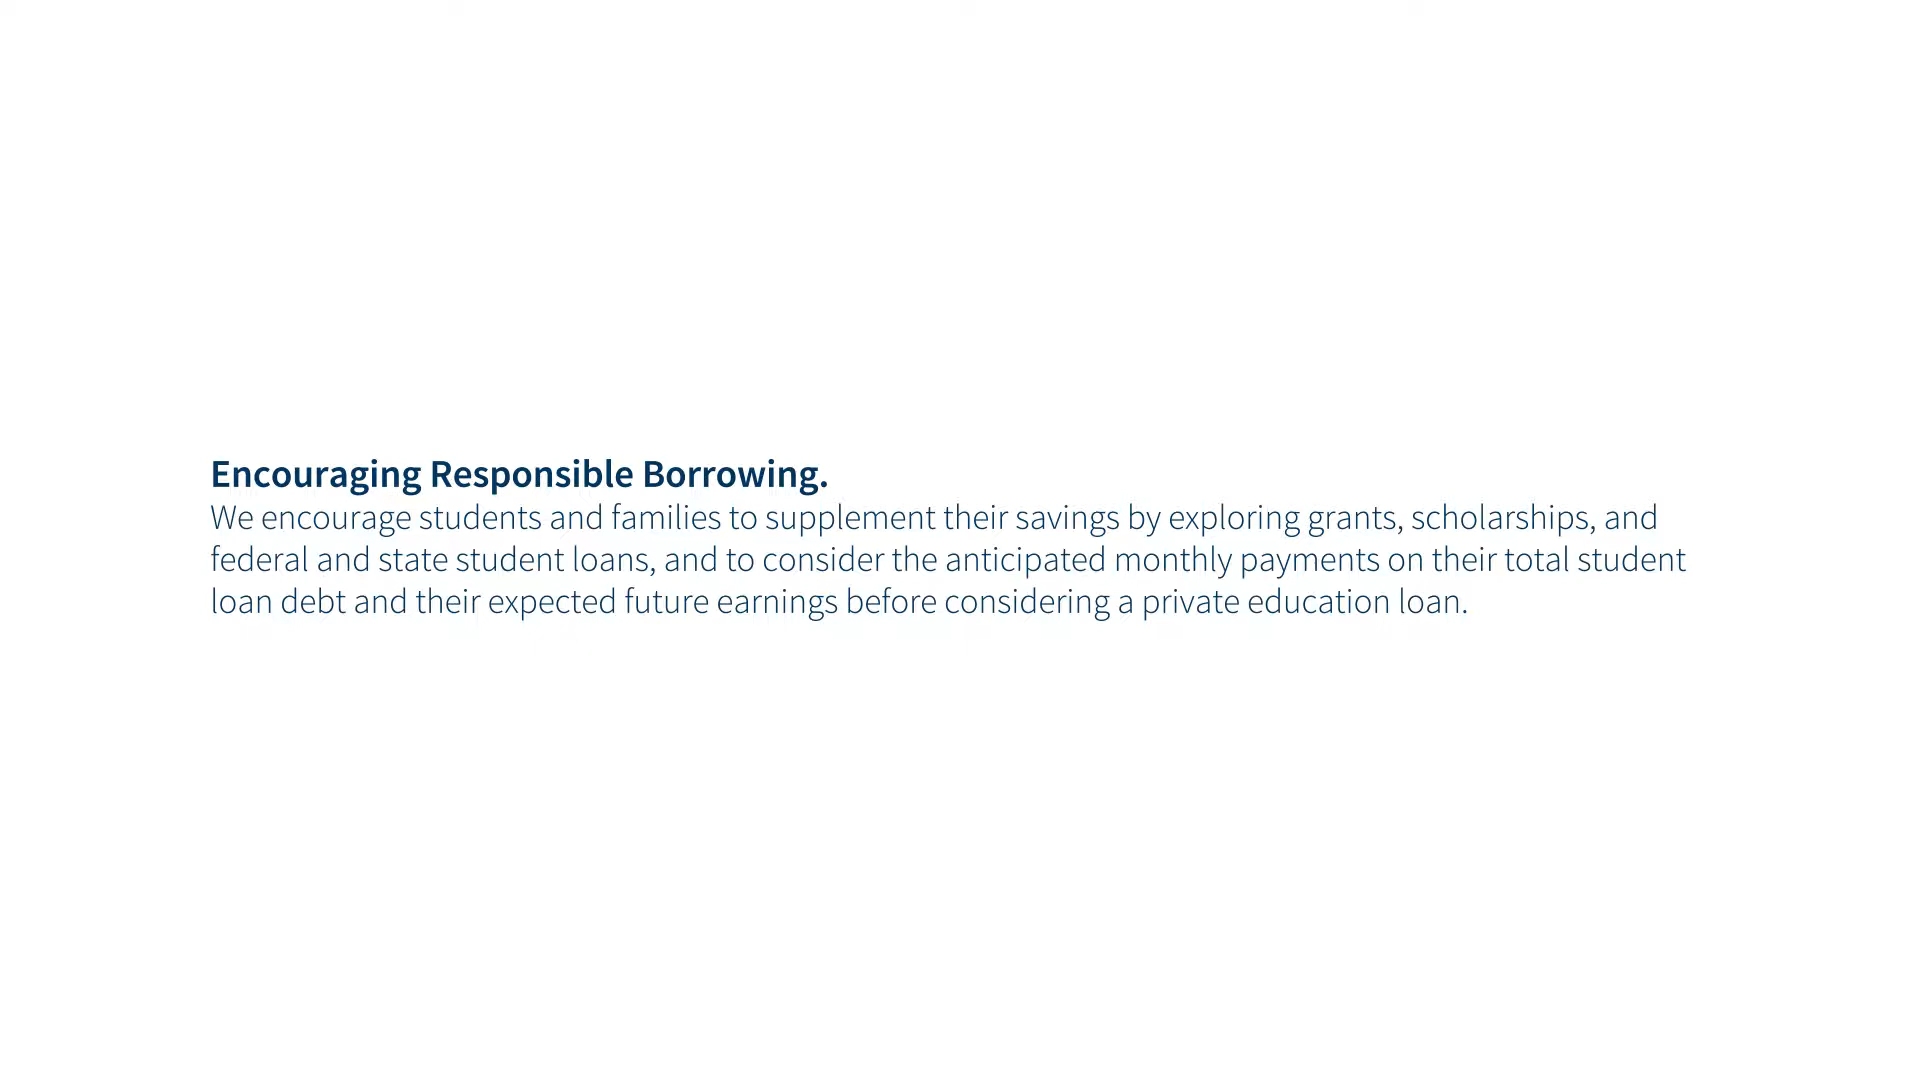 Encouraging Responsible Borrowing.
We encourage students and families to supplement their savings by exploring grants, scholarships, and
federal and state student loans, and to consider the anticipated monthly payments on their total student
loan debt and their expected future earnings before considering a private education loan.